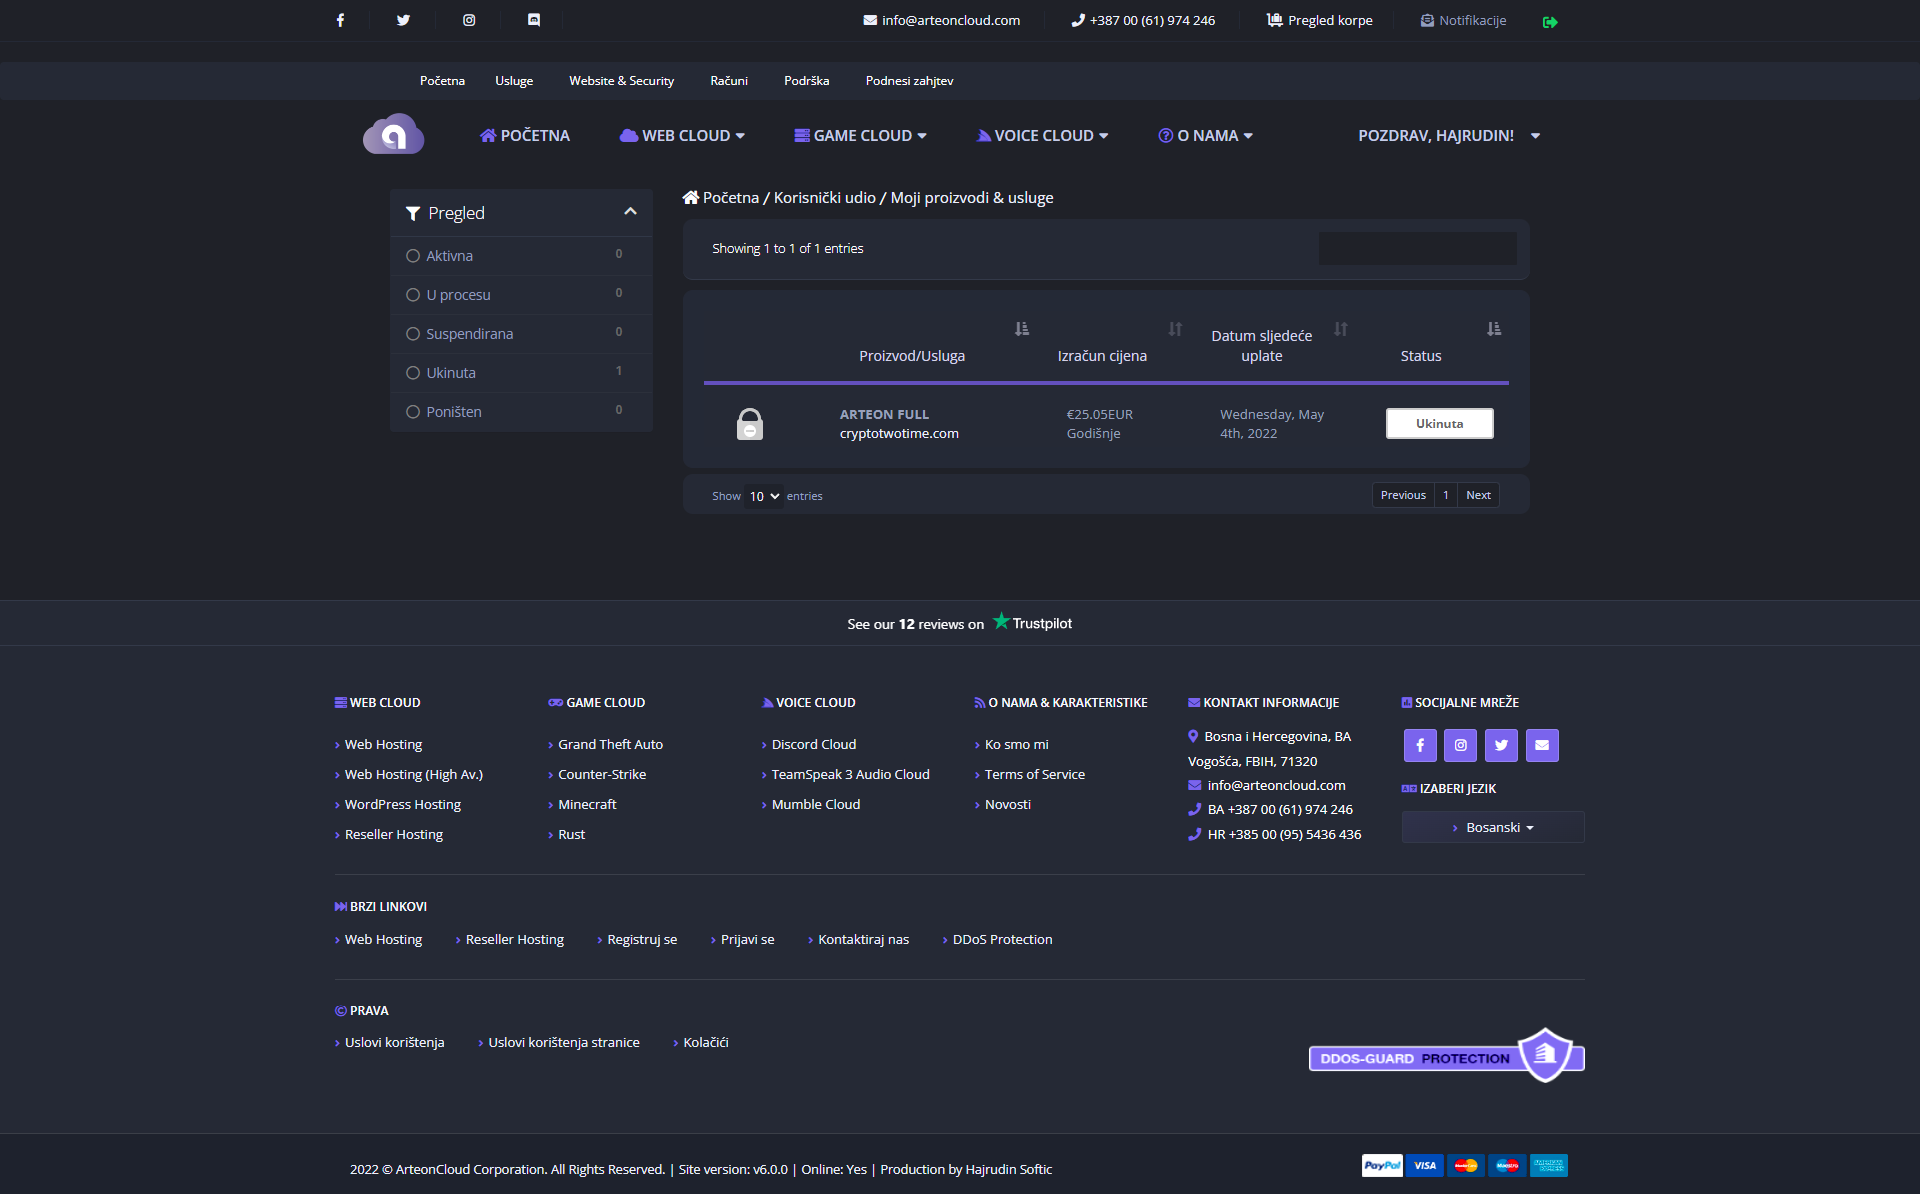 info@arteoncloud.com
+387 00 (61) 974 246
Pregled korpe
Notifikacije
Početna
Usluge
Website & Security
Računi
Podrška
Podnesi zahjtev
POČETNA
WEB CLOUD
GAME CLOUD
VOICE CLOUD
O NAMA
POZDRAV, HAJRUDIN!
Pregled
Aktivna 0
U procesu 0
Suspendirana 0
Ukinuta 1
Poništen 0
Početna / Korisnički udio / Moji proizvodi & usluge
Showing 1 to 1 of 1 entries
Proizvod/Usluga
Izračun cijena
Datum sljedeće
uplate
Status
ARTEON FULL
cryptotwotime.com
€25.05EUR
Godišnje
Wednesday, May
4th, 2022
Ukinuta
Show 10 entries
Previous 1 Next
See our 12 reviews on Trustpilot
WEB CLOUD
Web Hosting
Web Hosting (High Av.)
WordPress Hosting
Reseller Hosting
GAME CLOUD
Grand Theft Auto
Counter-Strike
Minecraft
Rust
VOICE CLOUD
Discord Cloud
TeamSpeak 3 Audio Cloud
Mumble Cloud
O NAMA & KARAKTERISTIKE
Ko smo mi
Terms of Service
Novosti
KONTAKT INFORMACIJE
Bosna i Hercegovina, BA
Vogošća, FBIH, 71320
info@arteoncloud.com
BA +387 00 (61) 974 246
HR +385 00 (95) 5436 436
SOCIJALNE MREŽE
IZABERI JEZIK
Bosanski
BRZI LINKOVI
Web Hosting
Reseller Hosting
Registruj se
Prijavi se
Kontaktiraj nas
DDoS Protection
PRAVA
Uslovi korištenja
Uslovi korištenja stranice
Kolačići
DDOS-GUARD PROTECTION
2022 © ArteonCloud Corporation. All Rights Reserved. | Site version: v6.0.0 | Online: Yes | Production by Hajrudin Softic
PayPal
VISA
MasterCard
Maestro
AMERICAN EXPRESS